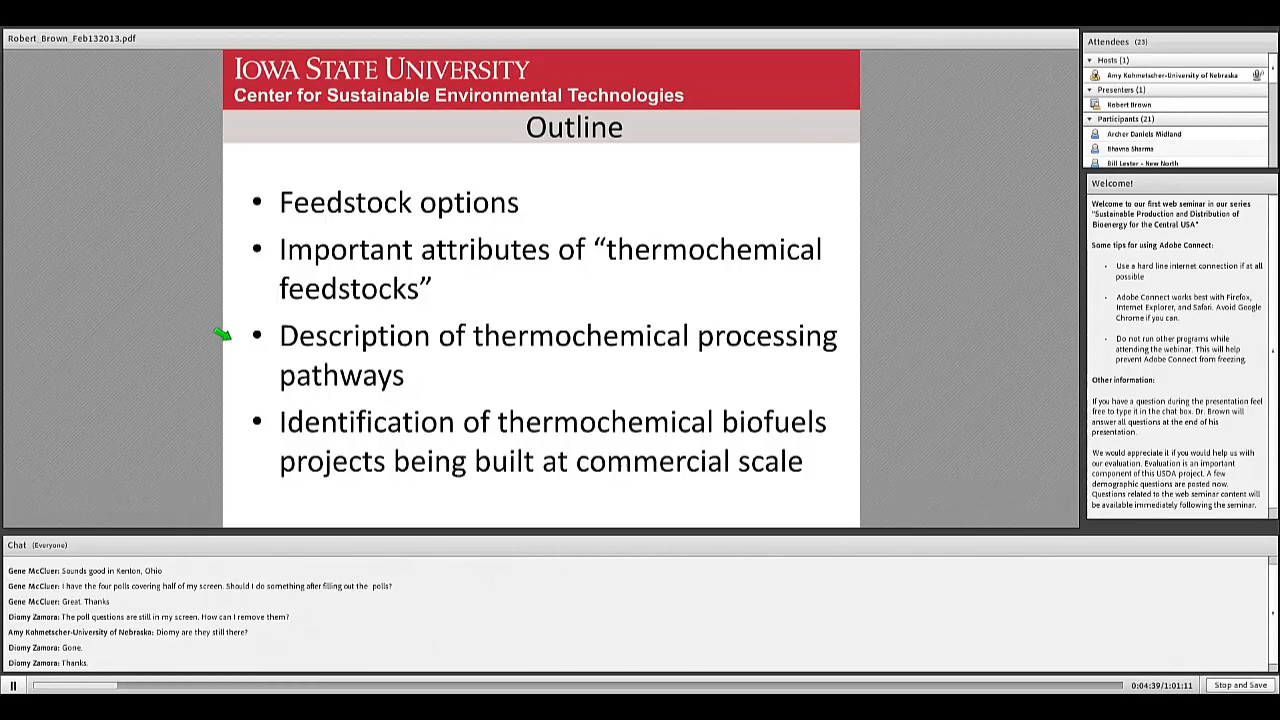 Robert_Brown_Feb132013.pdf
IOWA STATE UNIVERSITY
Center for Sustainable Environmental Technologies
Outline
• Feedstock options
• Important attributes of “thermochemical
feedstocks”
• Description of thermochemical processing
pathways
• Identification of thermochemical biofuels
projects being built at commercial scale
Attendees (23)
Hosts (1)
Amy Kohmetscher-University of Nebraska
Presenters (1)
Robert Brown
Participants (21)
Archer Daniels Midland
Bhavna Sharma
Bill Lester - New North
Welcome!
Welcome to our first web seminar in our series
"Sustainable Production and Distribution of
Bioenergy for the Central USA"
Some tips for using Adobe Connect:
• Use a hard line internet connection if at all
possible
• Adobe Connect works best with Firefox,
Internet Explorer, and Safari. Avoid Google
Chrome if you can.
• Do not run other programs while
attending the webinar. This will help
prevent Adobe Connect from freezing.
Other information:
If you have a question during the presentation feel
free to type it in the chat box. Dr. Brown will
answer all questions at the end of his
presentation.
We would appreciate it if you would help us with
our evaluation. Evaluation is an important
component of this USDA project. A few
demographic questions are posted now.
Questions related to the web seminar content will
be available immediately following the seminar.
Chat (Everyone)
Gene McCluer: Sounds good in Kenton, Ohio
Gene McCluer: I have the four polls covering half of my screen. Should I do something after filling out the polls?
Gene McCluer: Great. Thanks
Diomy Zamora: The poll questions are still in my screen. How can I remove them?
Amy Kohmetscher-University of Nebraska: Diomy are they still there?
Diomy Zamora: Gone.
Diomy Zamora: Thanks.
0:04:39/1:01:11
Stop and Save